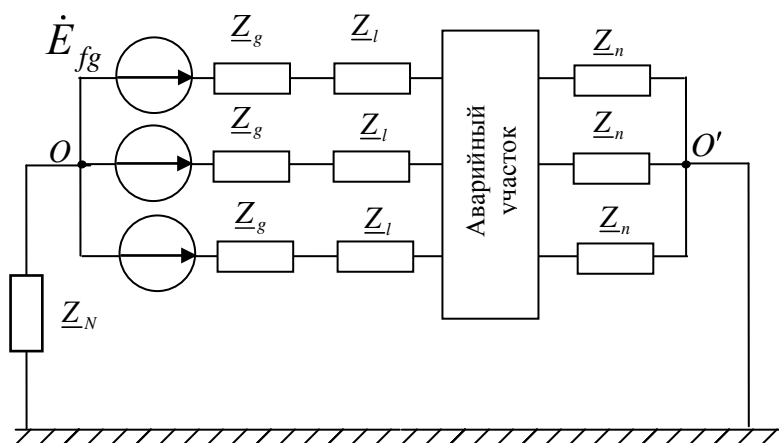 Ė_fg
Z_g
Z_l
Z_n
O
Z_g
Z_l
Z_n
O′
Z_g
Z_l
Z_n
Z_N
Аварийный
участок